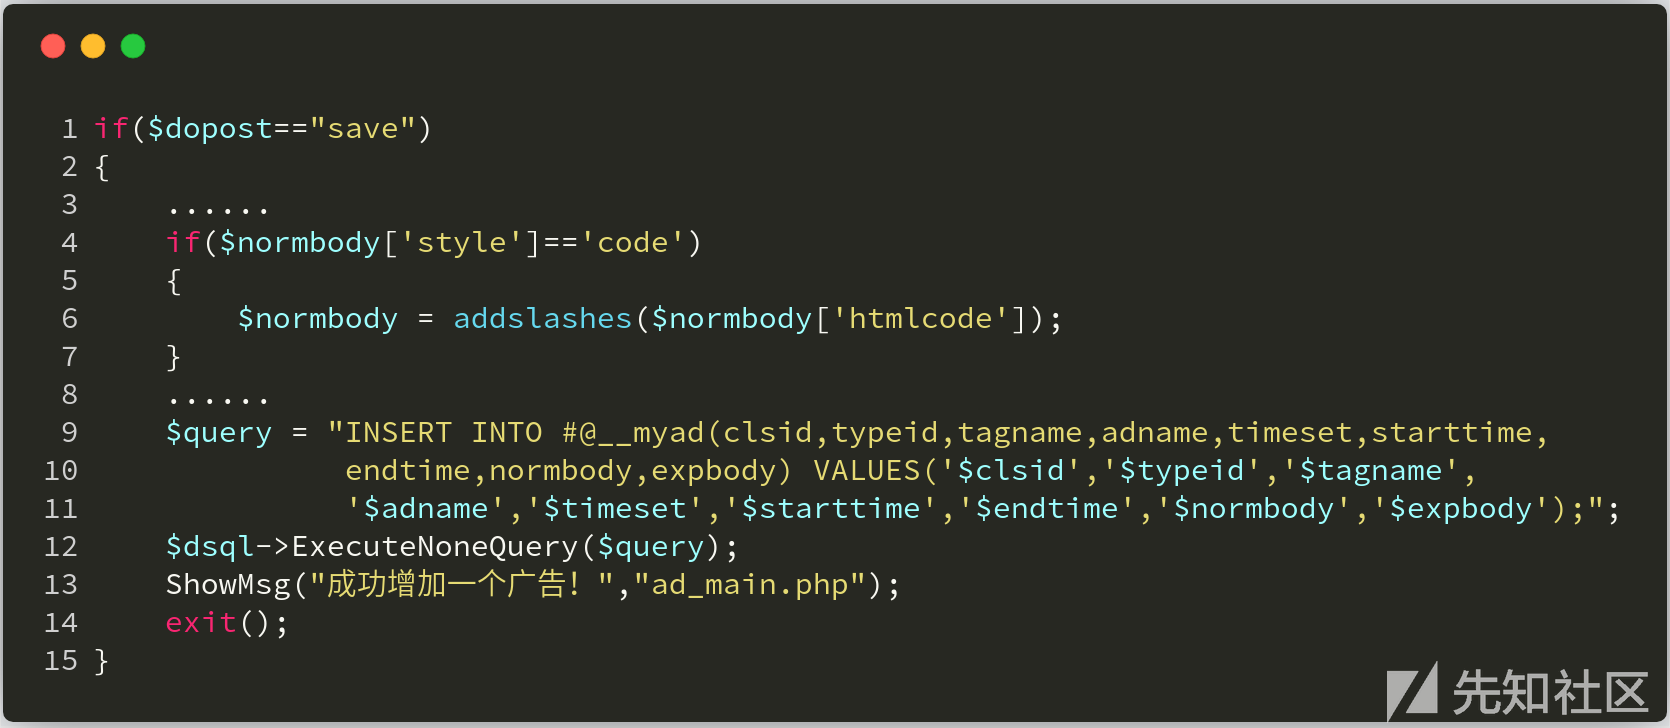 1 if($dopost=="save")
2 {
3     ......
4     if($normbody['style']=='code')
5     {
6         $normbody = addslashes($normbody['htmlcode']);
7     }
8     ......
9     $query = "INSERT INTO #@__myad(clsid,typeid,tagname,adname,timeset,starttime,
10               endtime,normbody,expbody) VALUES('$clsid','$typeid','$tagname',
11               '$adname','$timeset','$starttime','$endtime','$normbody','$expbody');";
12     $dsql->ExecuteNoneQuery($query);
13     ShowMsg("成功增加一个广告！","ad_main.php");
14     exit();
15 }
先知社区